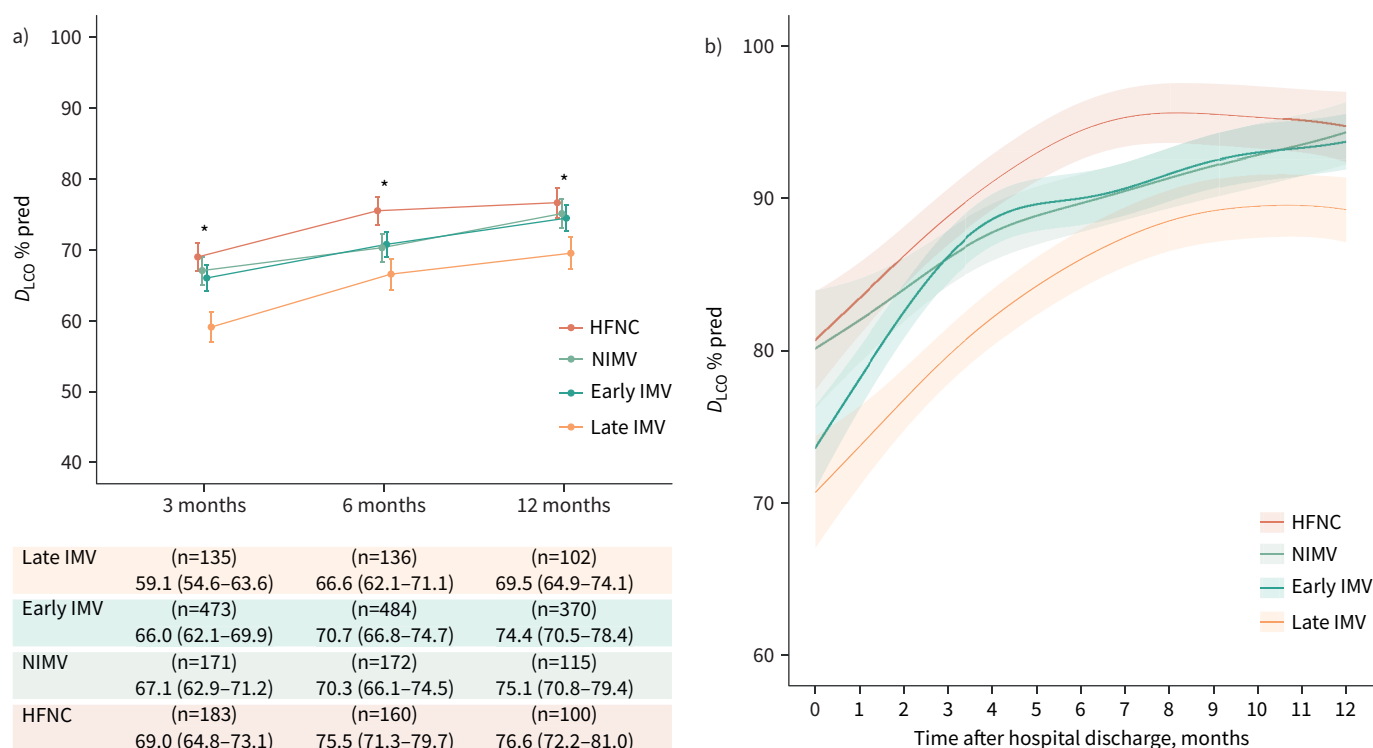 a)
100
90
80
70
60
50
40
DLCO % pred
*
*
*
HFNC
NIMV
Early IMV
Late IMV
3 months 6 months 12 months
Late IMV (n=135) (n=136) (n=102)
59.1 (54.6–63.6) 66.6 (62.1–71.1) 69.5 (64.9–74.1)
Early IMV (n=473) (n=484) (n=370)
66.0 (62.1–69.9) 70.7 (66.8–74.7) 74.4 (70.5–78.4)
NIMV (n=171) (n=172) (n=115)
67.1 (62.9–71.2) 70.3 (66.1–74.5) 75.1 (70.8–79.4)
HFNC (n=183) (n=160) (n=100)
69.0 (64.8–73.1) 75.5 (71.3–79.7) 76.6 (72.2–81.0)
b)
100
90
80
70
60
DLCO % pred
HFNC
NIMV
Early IMV
Late IMV
0 1 2 3 4 5 6 7 8 9 10 11 12
Time after hospital discharge, months